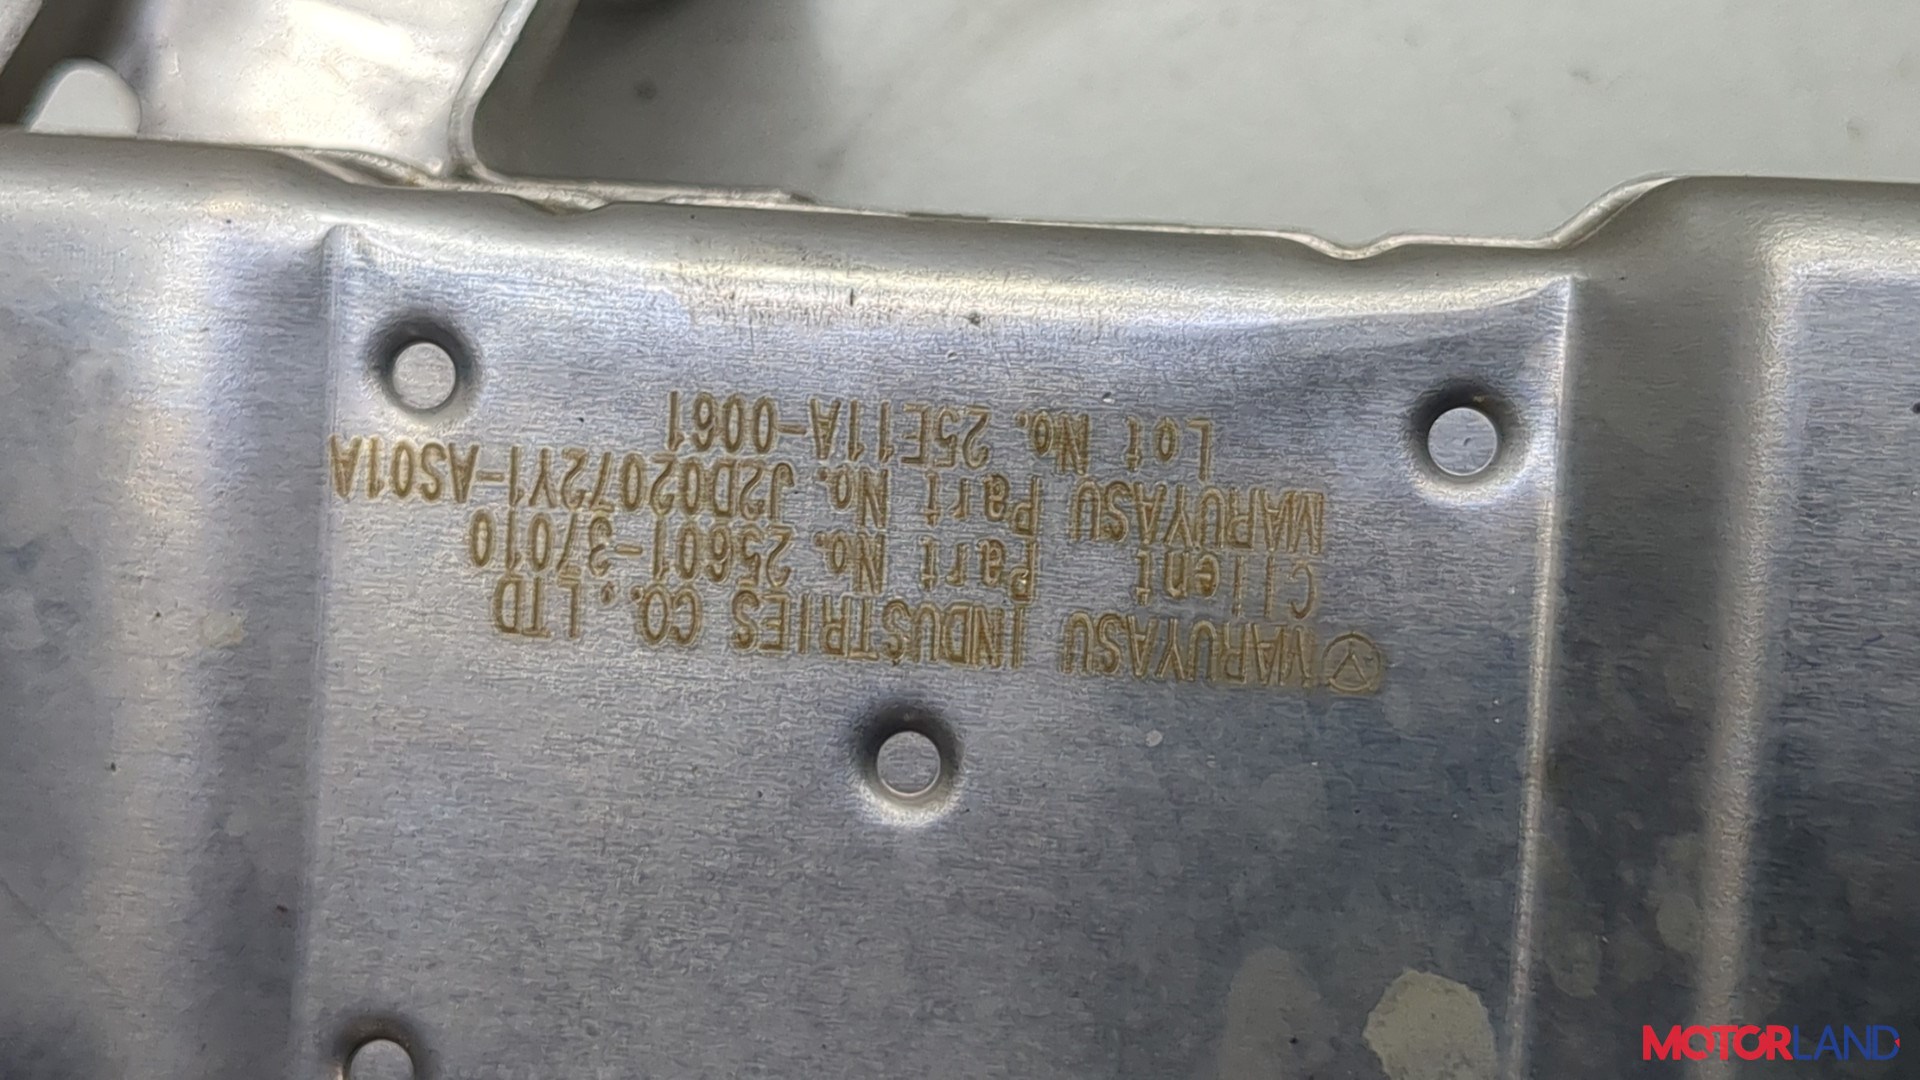 MARUYASU INDUSTRIES CO.,LTD
Client Part No. 25601-37010
MARUYASU Part No. J2D02072Y1-AS01A
Lot No. 25E11A-0061
MOTORLAND